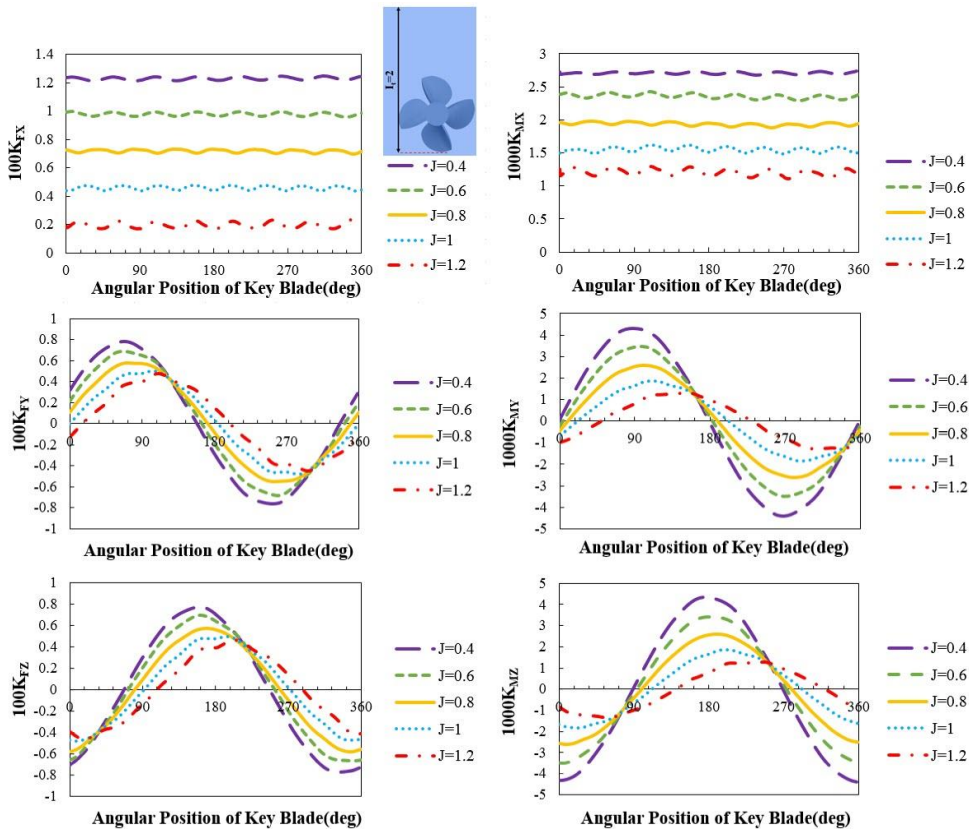 1.4
1.2
1
0.8
0.6
0.4
0.2
0
0 90 180 270 360
100K_FX
Angular Position of Key Blade(deg)
J=0.4
J=0.6
J=0.8
J=1
J=1.2
3
2.5
2
1.5
1
0.5
0
0 90 180 270 360
1000K_MX
Angular Position of Key Blade(deg)
J=0.4
J=0.6
J=0.8
J=1
J=1.2
1
0.8
0.6
0.4
0.2
0
-0.2
-0.4
-0.6
-0.8
-1
0 90 180 270 360
100K_FY
Angular Position of Key Blade(deg)
J=0.4
J=0.6
J=0.8
J=1
J=1.2
5
4
3
2
1
0
-1
-2
-3
-4
-5
0 90 180 270 360
1000K_MY
Angular Position of Key Blade(deg)
J=0.4
J=0.6
J=0.8
J=1
J=1.2
1
0.8
0.6
0.4
0.2
0
-0.2
-0.4
-0.6
-0.8
-1
0 90 180 270 360
100K_FZ
Angular Position of Key Blade(deg)
J=0.4
J=0.6
J=0.8
J=1
J=1.2
5
4
3
2
1
0
-1
-2
-3
-4
-5
0 90 180 270 360
1000K_MZ
Angular Position of Key Blade(deg)
J=0.4
J=0.6
J=0.8
J=1
J=1.2